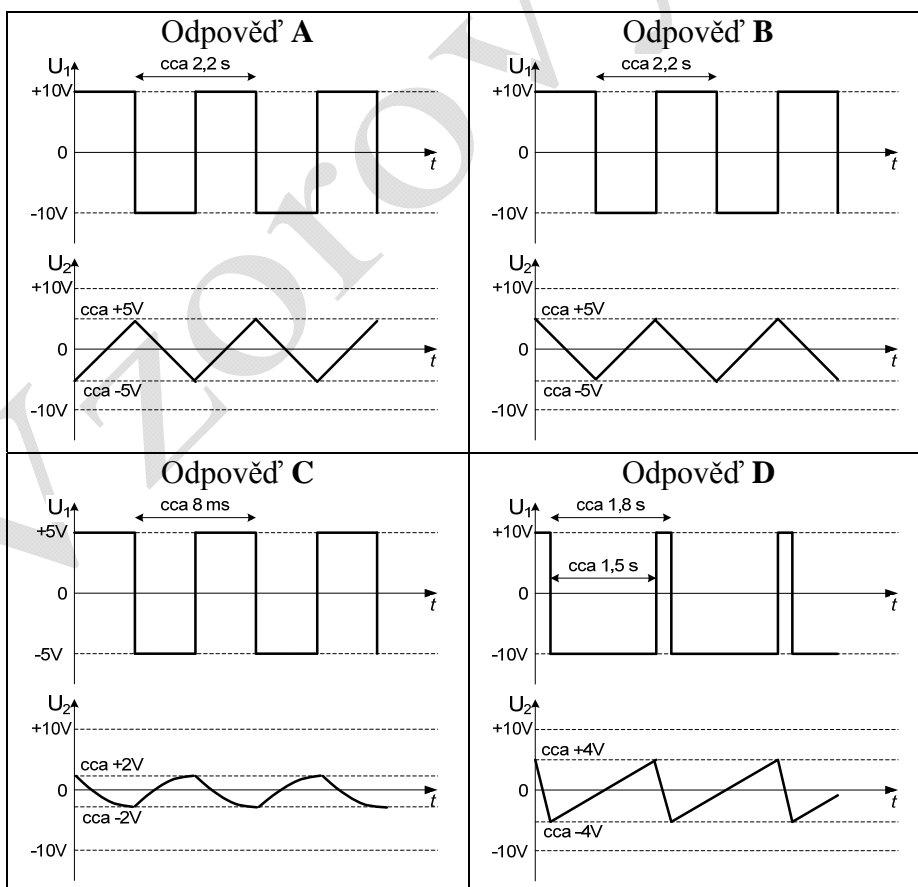 Odpověď A
U1
cca 2,2 s
+10V
0
t
-10V
U2
+10V
cca +5V
0
t
cca -5V
-10V
Odpověď B
U1
cca 2,2 s
+10V
0
t
-10V
U2
+10V
cca +5V
0
t
cca -5V
-10V
Odpověď C
U1
cca 8 ms
+5V
0
t
-5V
U2
+10V
cca +2V
0
t
cca -2V
-10V
Odpověď D
U1
cca 1,8 s
+10V
cca 1,5 s
0
t
-10V
U2
+10V
cca +4V
0
t
cca -4V
-10V
Vzorový